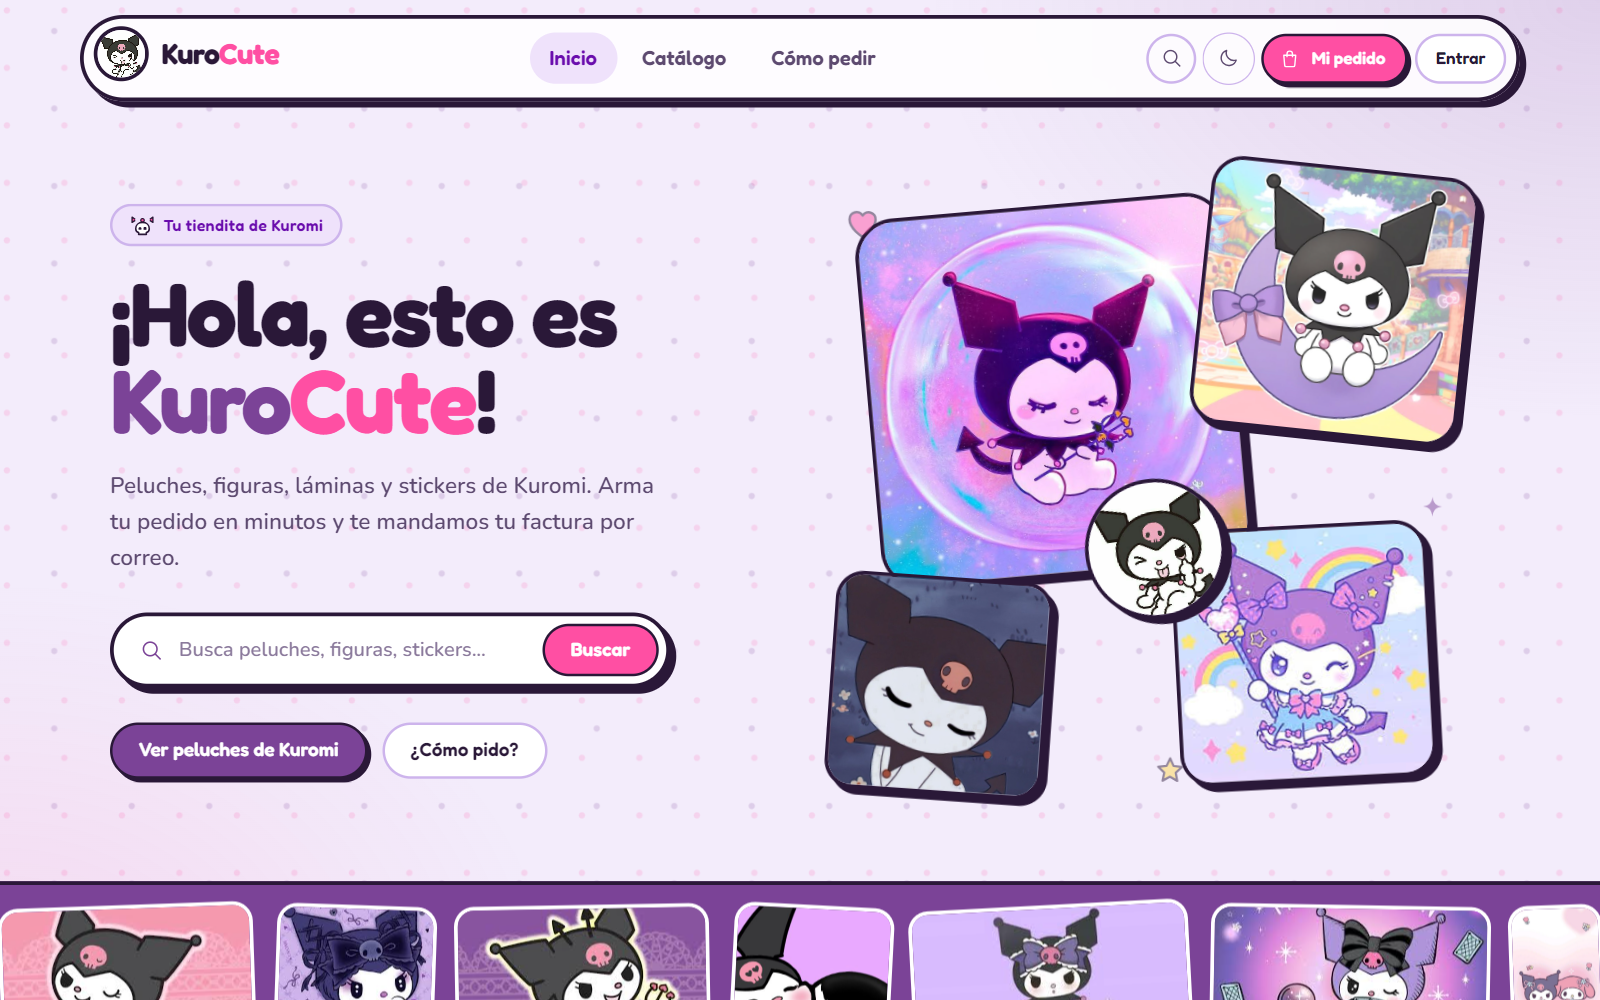 KuroCute
Inicio
Catálogo
Cómo pedir
Mi pedido
Entrar
Tu tiendita de Kuromi
¡Hola, esto es
KuroCute!
Peluches, figuras, láminas y stickers de Kuromi. Arma
tu pedido en minutos y te mandamos tu factura por
correo.
Busca peluches, figuras, stickers...
Buscar
Ver peluches de Kuromi
¿Cómo pido?